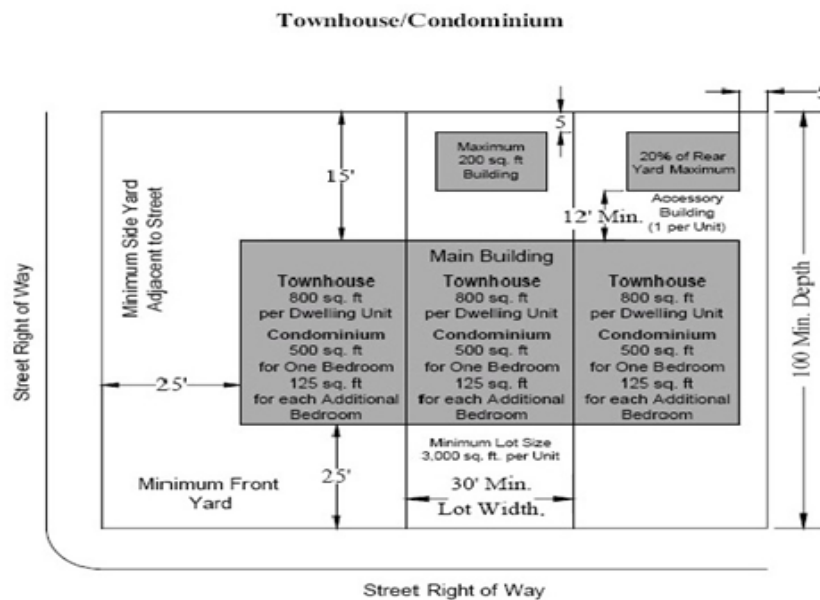 Townhouse/Condominium
5
15'
Maximum
200 sq. ft
Building
20% of Rear
Yard Maximum
12' Min.
Accessory
Building
(1 per Unit)
Minimum Side Yard
Adjacent to Street
Street Right of Way
100 Min. Depth
Main Building
Townhouse
800 sq. ft
per Dwelling Unit
Condominium
500 sq. ft
for One Bedroom
125 sq. ft
for each Additional
Bedroom
Townhouse
800 sq. ft
per Dwelling Unit
Condominium
500 sq. ft
for One Bedroom
125 sq. ft
for each Additional
Bedroom
Townhouse
800 sq. ft
per Dwelling Unit
Condominium
500 sq. ft
for One Bedroom
125 sq. ft
for each Additional
Bedroom
25'
25'
Minimum Front
Yard
Minimum Lot Size
3,000 sq. ft. per Unit
30' Min.
Lot Width.
Street Right of Way